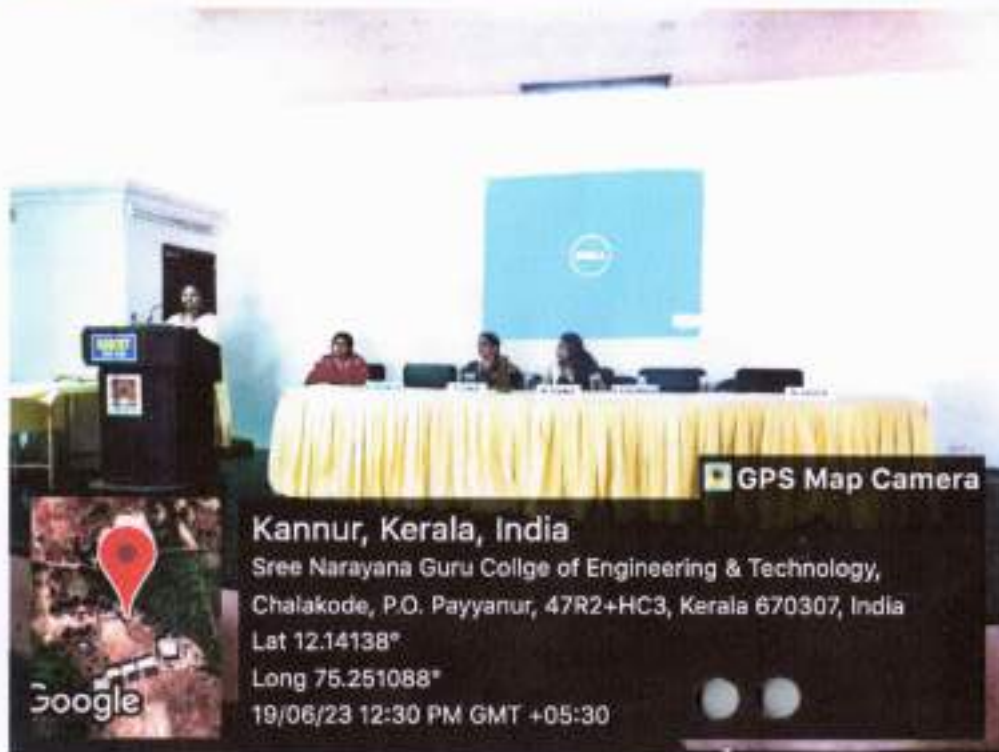 DELL
GPS Map Camera
Kannur, Kerala, India
Sree Narayana Guru Collge of Engineering & Technology,
Chalakode, P.O. Payyanur, 47R2+HC3, Kerala 670307, India
Lat 12.14138°
Long 75.251088°
19/06/23 12:30 PM GMT +05:30
Google